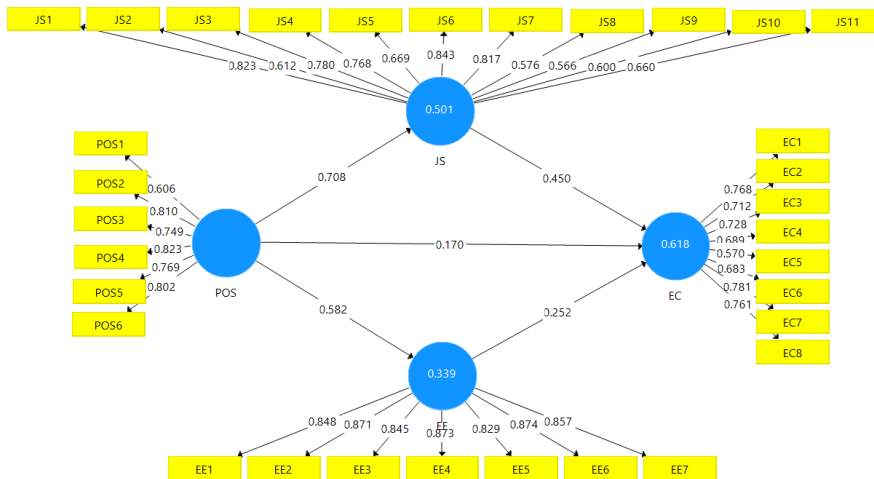 JS1 JS2 JS3 JS4 JS5 JS6 JS7 JS8 JS9 JS10 JS11
0.823 0.612 0.780 0.768 0.669 0.843 0.817 0.576 0.566 0.600 0.660
0.501
JS
POS1
POS2
POS3
POS4
POS5
POS6
0.606
0.810
0.749
0.823
0.769
0.802
POS
0.708
0.450
0.170
0.582
0.252
0.618
EC
0.768
0.712
0.728
0.689
0.570
0.683
0.781
0.761
EC1
EC2
EC3
EC4
EC5
EC6
EC7
EC8
0.339
EE
0.848 0.871 0.845 0.873 0.829 0.874 0.857
EE1 EE2 EE3 EE4 EE5 EE6 EE7